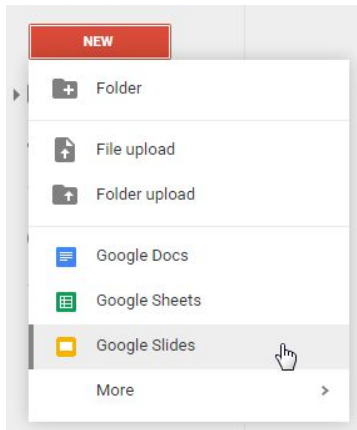 NEW
Folder
File upload
Folder upload
Google Docs
Google Sheets
Google Slides
More